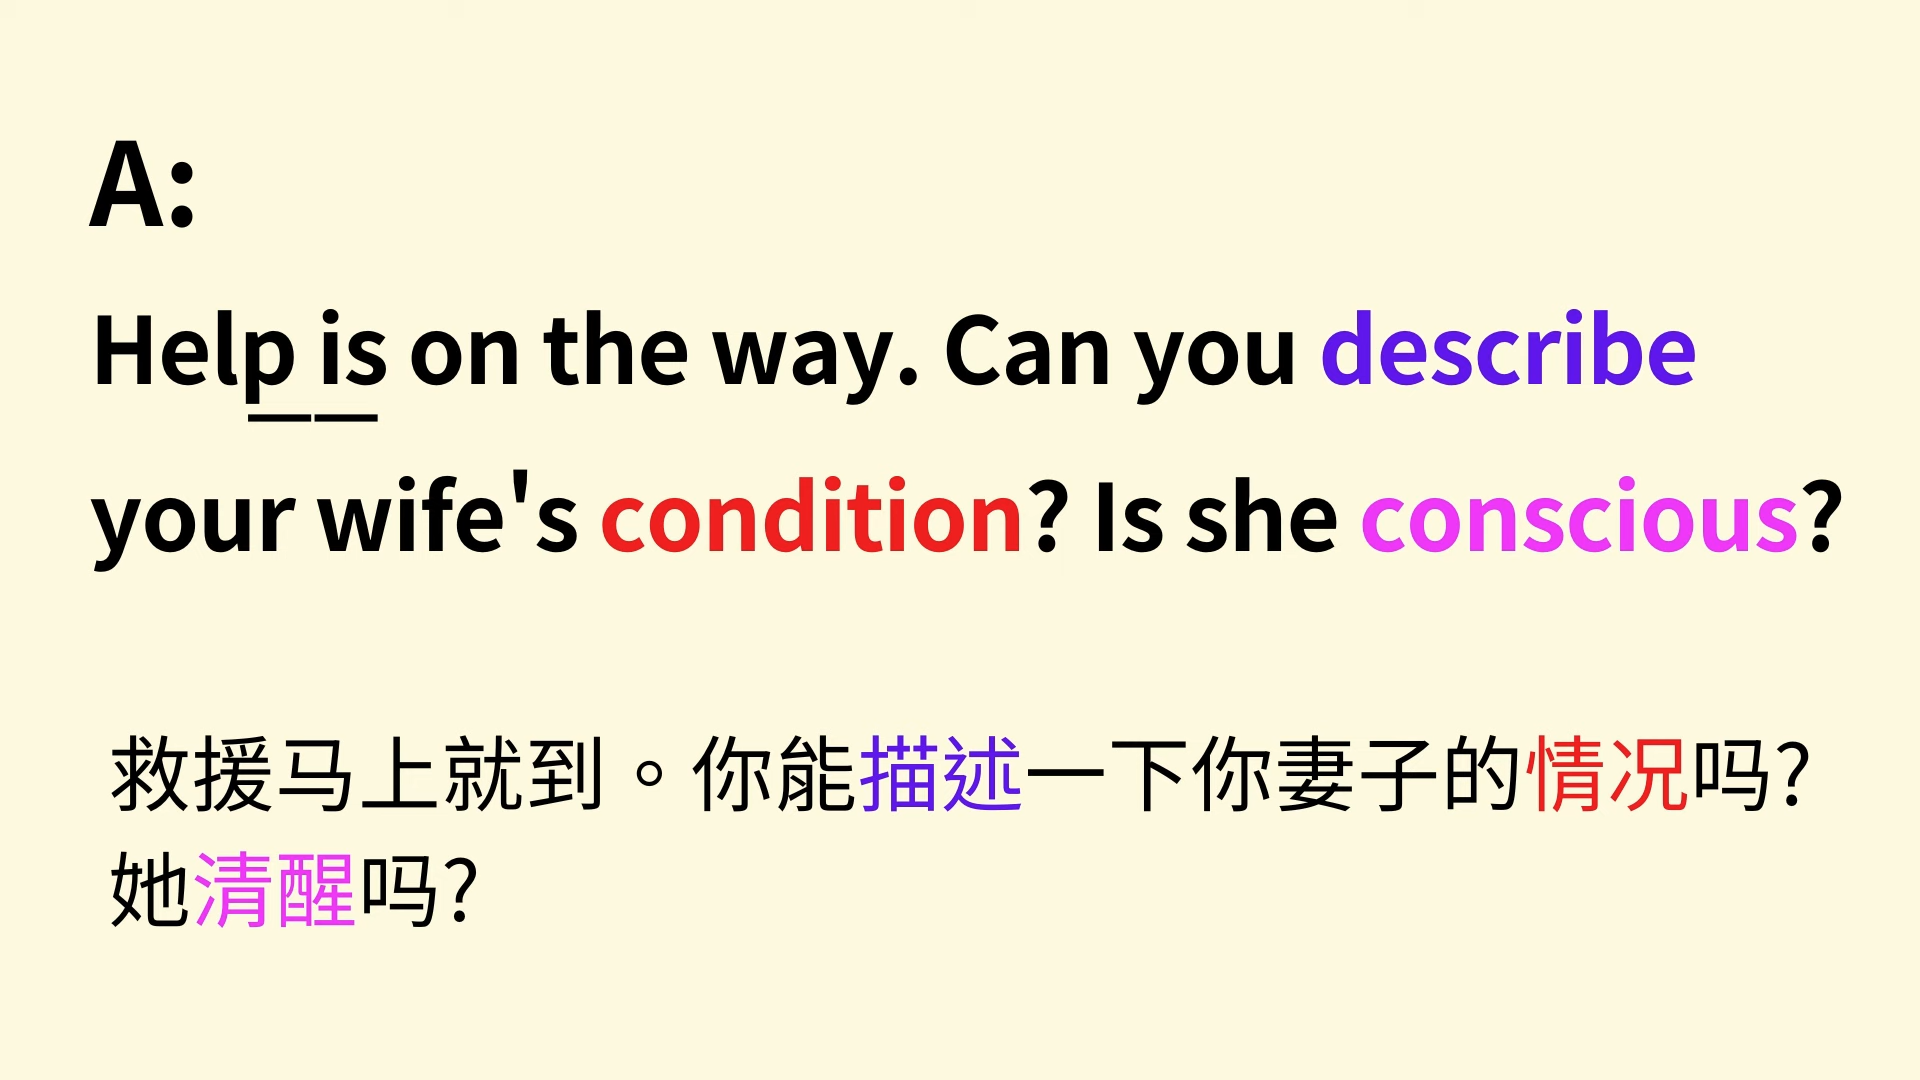 A:
Help is on the way. Can you describe
your wife's condition? Is she conscious?
救援马上就到。你能描述一下你妻子的情况吗?
她清醒吗?